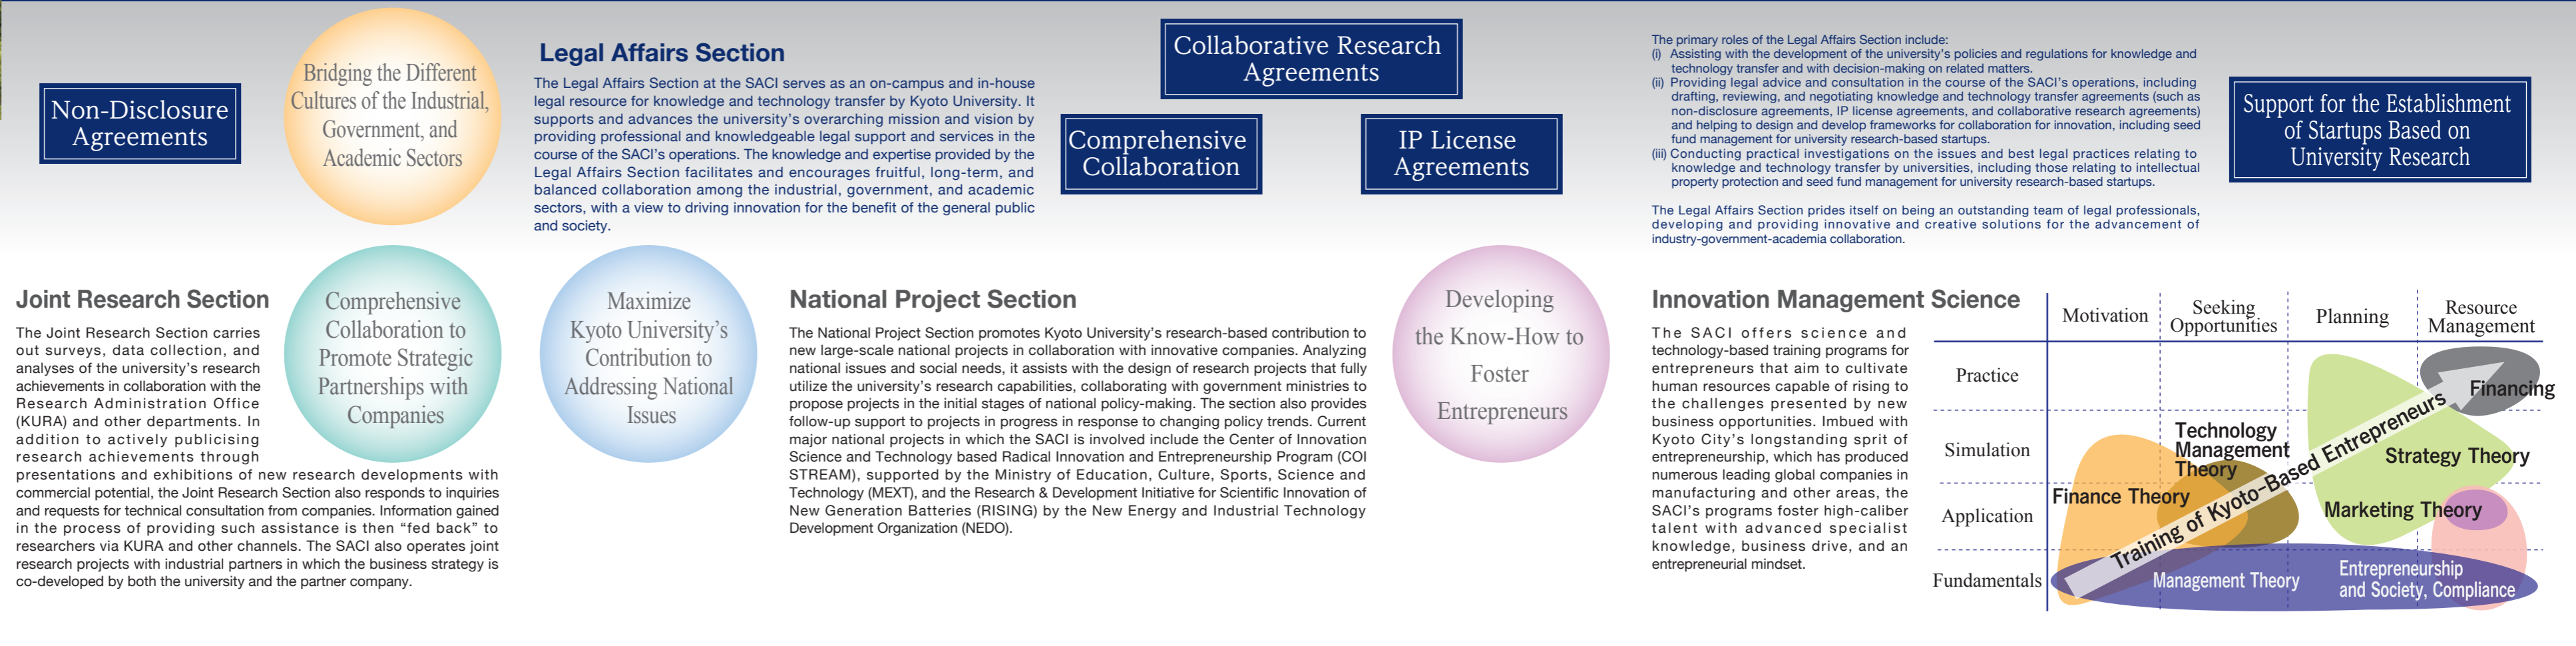 Non-Disclosure
Agreements
Bridging the Different
Cultures of the Industrial,
Government, and
Academic Sectors
Legal Affairs Section
The Legal Affairs Section at the SACI serves as an on-campus and in-house
legal resource for knowledge and technology transfer by Kyoto University. It
supports and advances the university's overarching mission and vision by
providing professional and knowledgeable legal support and services in the
course of the SACI's operations. The knowledge and expertise provided by the
Legal Affairs Section facilitates and encourages fruitful, long-term, and
balanced collaboration among the industrial, government, and academic
sectors, with a view to driving innovation for the benefit of the general public
and society.
Collaborative Research
Agreements
Comprehensive
Collaboration
IP License
Agreements
The primary roles of the Legal Affairs Section include:
(i) Assisting with the development of the university's policies and regulations for knowledge and
technology transfer and with decision-making on related matters.
(ii) Providing legal advice and consultation in the course of the SACI's operations, including
drafting, reviewing, and negotiating knowledge and technology transfer agreements (such as
non-disclosure agreements, IP license agreements, and collaborative research agreements)
and helping to design and develop frameworks for collaboration for innovation, including seed
fund management for university research-based startups.
(iii) Conducting practical investigations on the issues and best legal practices relating to
knowledge and technology transfer by universities, including those relating to intellectual
property protection and seed fund management for university research-based startups.
The Legal Affairs Section prides itself on being an outstanding team of legal professionals,
developing and providing innovative and creative solutions for the advancement of
industry-government-academia collaboration.
Support for the Establishment
of Startups Based on
University Research
Joint Research Section
The Joint Research Section carries
out surveys, data collection, and
analyses of the university's research
achievements in collaboration with the
Research Administration Office
(KURA) and other departments. In
addition to actively publicising
research achievements through
presentations and exhibitions of new research developments with
commercial potential, the Joint Research Section also responds to inquiries
and requests for technical consultation from companies. Information gained
in the process of providing such assistance is then “fed back” to
researchers via KURA and other channels. The SACI also operates joint
research projects with industrial partners in which the business strategy is
co-developed by both the university and the partner company.
Comprehensive
Collaboration to
Promote Strategic
Partnerships with
Companies
Maximize
Kyoto University's
Contribution to
Addressing National
Issues
National Project Section
The National Project Section promotes Kyoto University's research-based contribution to
new large-scale national projects in collaboration with innovative companies. Analyzing
national issues and social needs, it assists with the design of research projects that fully
utilize the university's research capabilities, collaborating with government ministries to
propose projects in the initial stages of national policy-making. The section also provides
follow-up support to projects in progress in response to changing policy trends. Current
major national projects in which the SACI is involved include the Center of Innovation
Science and Technology based Radical Innovation and Entrepreneurship Program (COI
STREAM), supported by the Ministry of Education, Culture, Sports, Science and
Technology (MEXT), and the Research & Development Initiative for Scientific Innovation of
New Generation Batteries (RISING) by the New Energy and Industrial Technology
Development Organization (NEDO).
Developing
the Know-How to
Foster
Entrepreneurs
Innovation Management Science
The SACI offers science and
technology-based training programs for
entrepreneurs that aim to cultivate
human resources capable of rising to
the challenges presented by new
business opportunities. Imbued with
Kyoto City's longstanding sprit of
entrepreneurship, which has produced
numerous leading global companies in
manufacturing and other areas, the
SACI's programs foster high-caliber
talent with advanced specialist
knowledge, business drive, and an
entrepreneurial mindset.
Motivation
Seeking
Opportunities
Planning
Resource
Management
Practice
Simulation
Application
Fundamentals
Financing
Technology
Management
Theory
Strategy Theory
Finance Theory
Marketing Theory
Training of Kyoto-Based Entrepreneurs
Management Theory
Entrepreneurship
and Society, Compliance